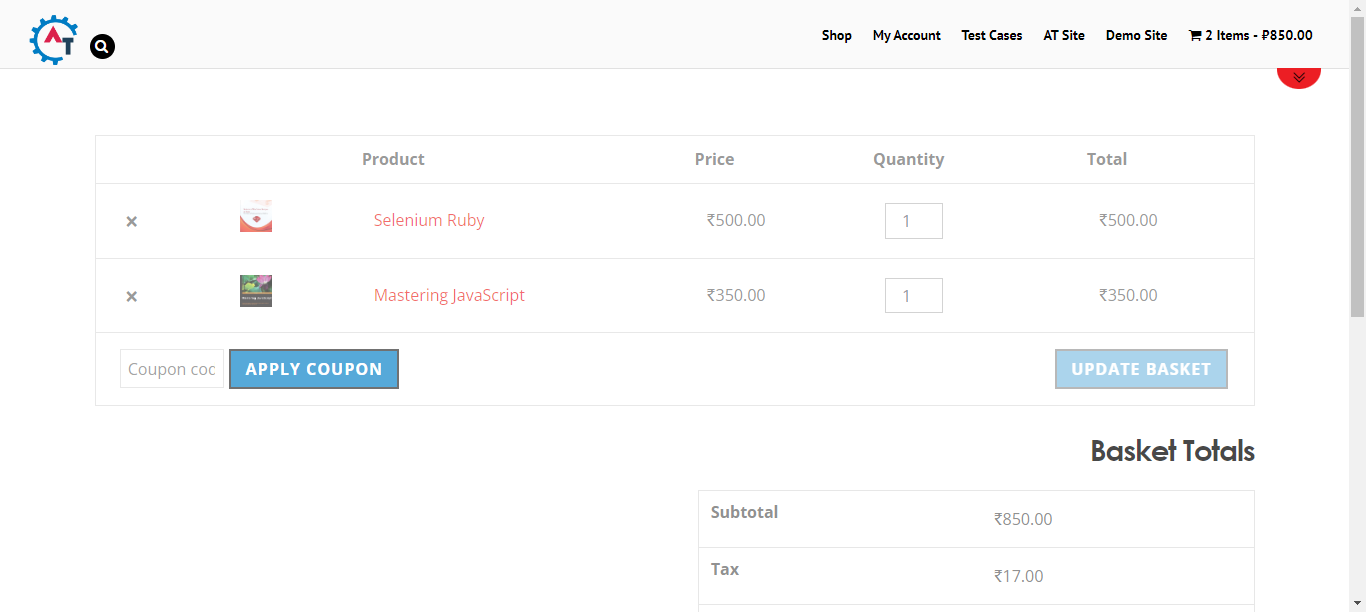 AT
Shop My Account Test Cases AT Site Demo Site 2 Items - ₽850.00
Product Price Quantity Total
× Selenium Ruby ₹500.00 1 ₹500.00
× Mastering JavaScript ₹350.00 1 ₹350.00
Coupon coc APPLY COUPON UPDATE BASKET
Basket Totals
Subtotal ₹850.00
Tax ₹17.00